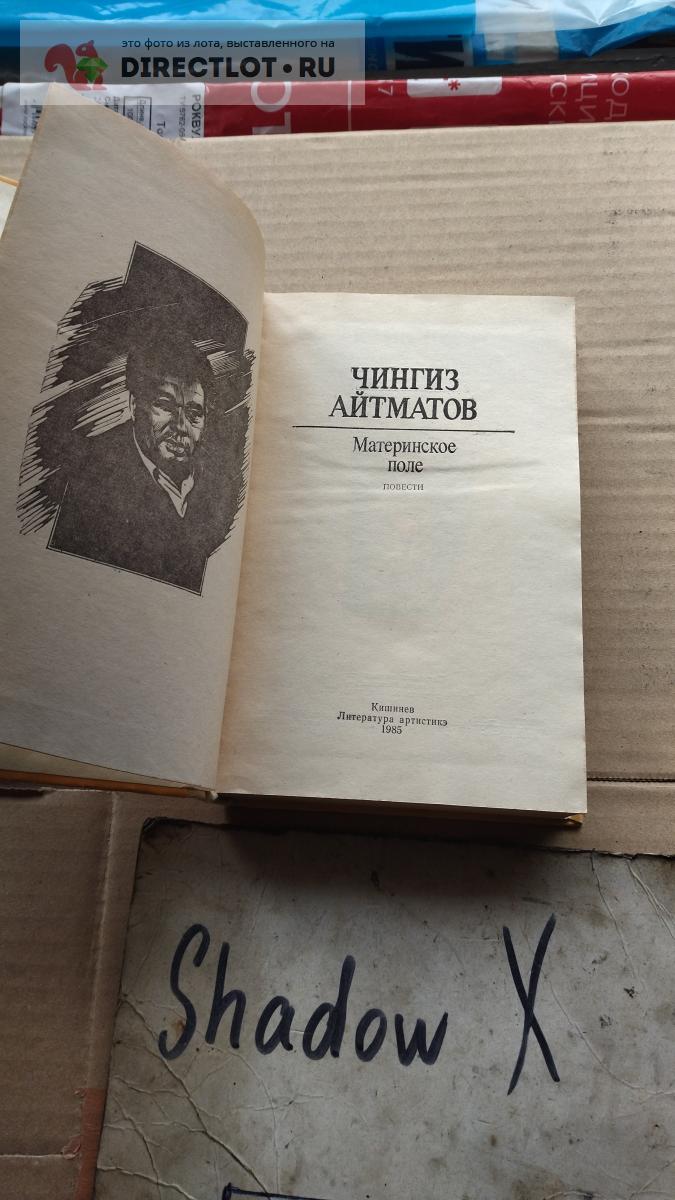 это фото из лота, выставленного на
DIRECTLOT.RU
ЧИНГИЗ
АЙТМАТОВ
Материнское
поле
ПОВЕСТИ
Кишинев
Литература артистикэ
1985
Shadow X